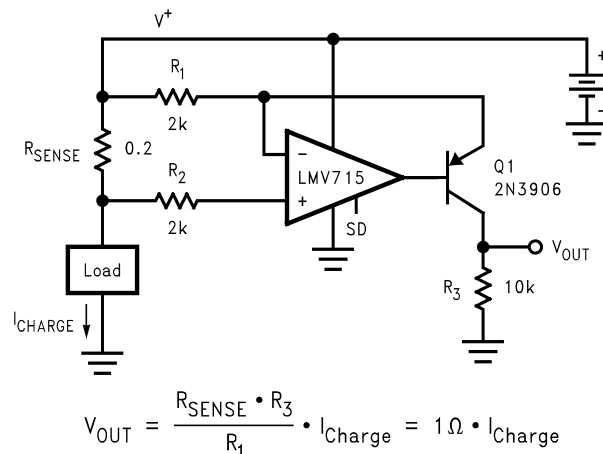 V+
R1
2k
RSENSE
0.2
R2
2k
−
LMV715
+
SD
Q1
2N3906
+
−
VOUT
R3
10k
Load
ICHARGE
VOUT = RSENSE • R3 / R1 • ICharge = 1Ω • ICharge